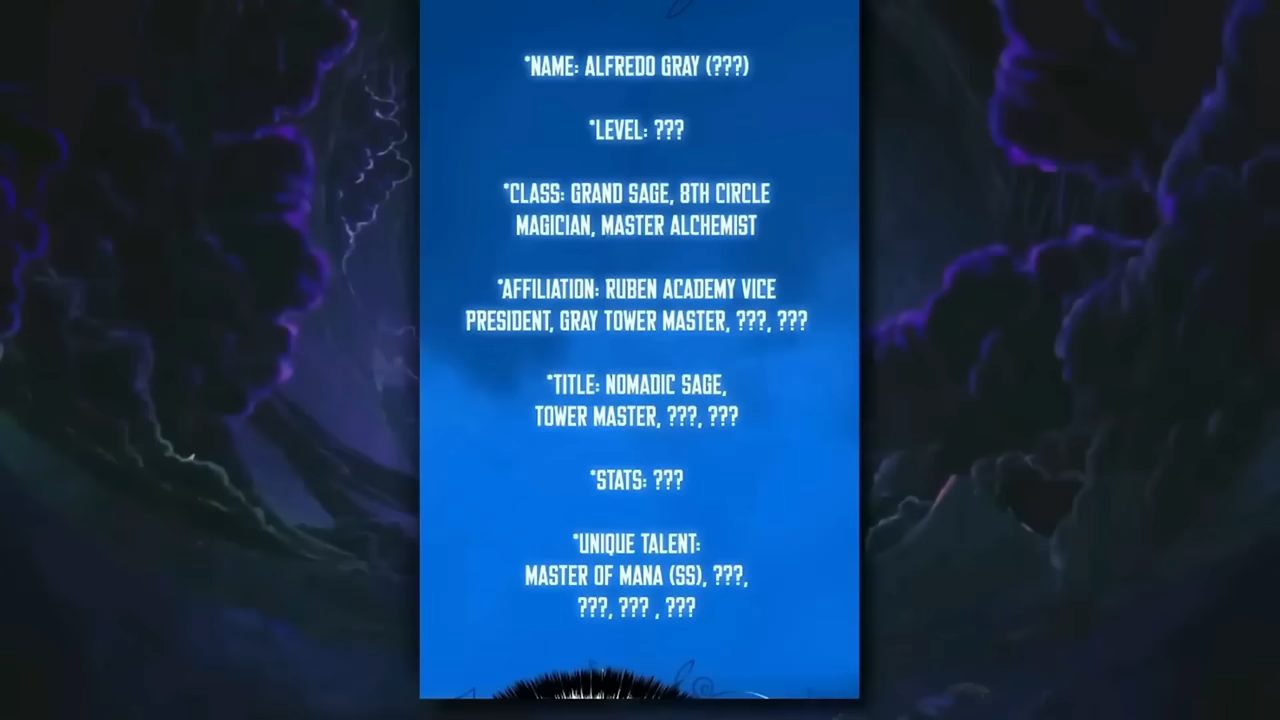 *NAME: ALFREDO GRAY (???)
*LEVEL: ???
*CLASS: GRAND SAGE, 8TH CIRCLE
MAGICIAN, MASTER ALCHEMIST
*AFFILIATION: RUBEN ACADEMY VICE
PRESIDENT, GRAY TOWER MASTER, ???, ???
*TITLE: NOMADIC SAGE,
TOWER MASTER, ???, ???
*STATS: ???
*UNIQUE TALENT:
MASTER OF MANA (SS), ???,
???, ??? , ???